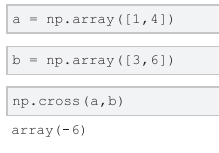 a = np.array([1,4])
b = np.array([3,6])
np.cross(a,b)
array(-6)